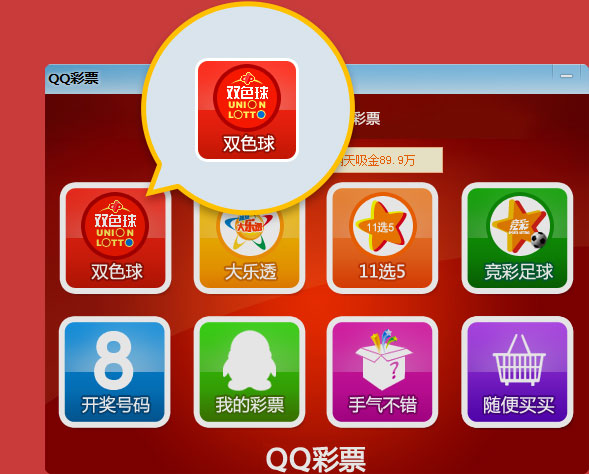 双色球
UNION
LOTTO
双色球
QQ彩票
彩票
天吸金89.9万
双色球
UNION
LOTTO
双色球
大乐透
大乐透
11选5
11选5
竞彩
竞彩足球
8
开奖号码
我的彩票
?
手气不错
随便买买
QQ彩票